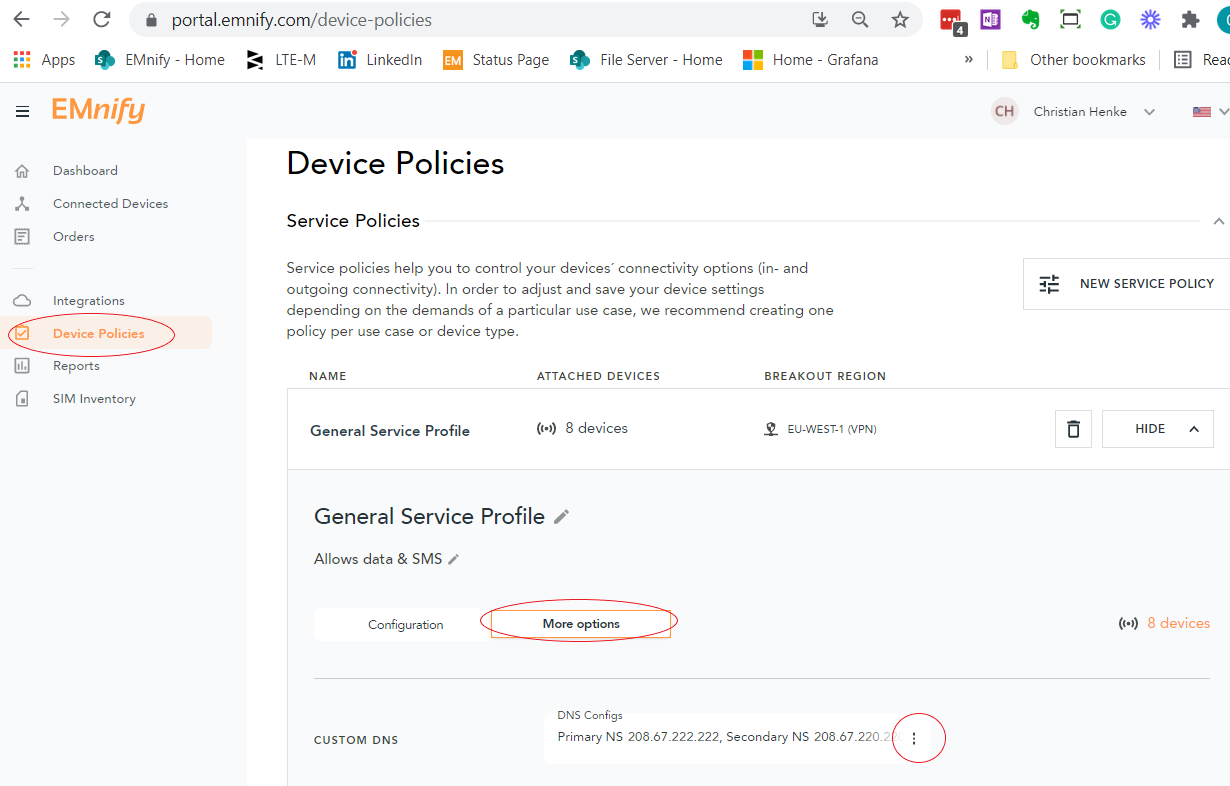 portal.emnify.com/device-policies
4
Apps
EMnify - Home
LTE-M
LinkedIn
EM Status Page
File Server - Home
Home - Grafana
»
Other bookmarks
EMnify
CH Christian Henke
Dashboard
Connected Devices
Orders
Integrations
Device Policies
Reports
SIM Inventory
Device Policies
Service Policies
Service policies help you to control your devices´ connectivity options (in- and
outgoing connectivity). In order to adjust and save your device settings
depending on the demands of a particular use case, we recommend creating one
policy per use case or device type.
NEW SERVICE POLICY
NAME ATTACHED DEVICES BREAKOUT REGION
General Service Profile 8 devices EU-WEST-1 (VPN) HIDE
General Service Profile
Allows data & SMS
Configuration More options 8 devices
DNS Configs
CUSTOM DNS Primary NS 208.67.222.222, Secondary NS 208.67.220.2